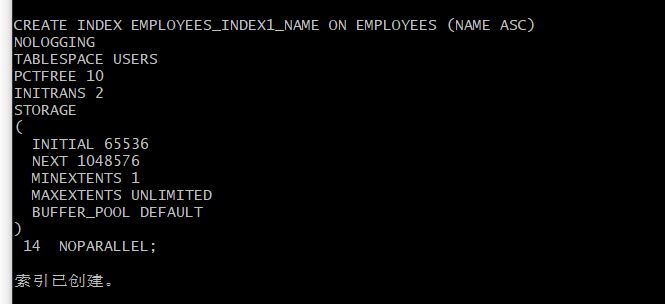 CREATE INDEX EMPLOYEES_INDEX1_NAME ON EMPLOYEES (NAME ASC)
NOLOGGING
TABLESPACE USERS
PCTFREE 10
INITRANS 2
STORAGE
(
  INITIAL 65536
  NEXT 1048576
  MINEXTENTS 1
  MAXEXTENTS UNLIMITED
  BUFFER_POOL DEFAULT
)
 14  NOPARALLEL;
索引已创建。